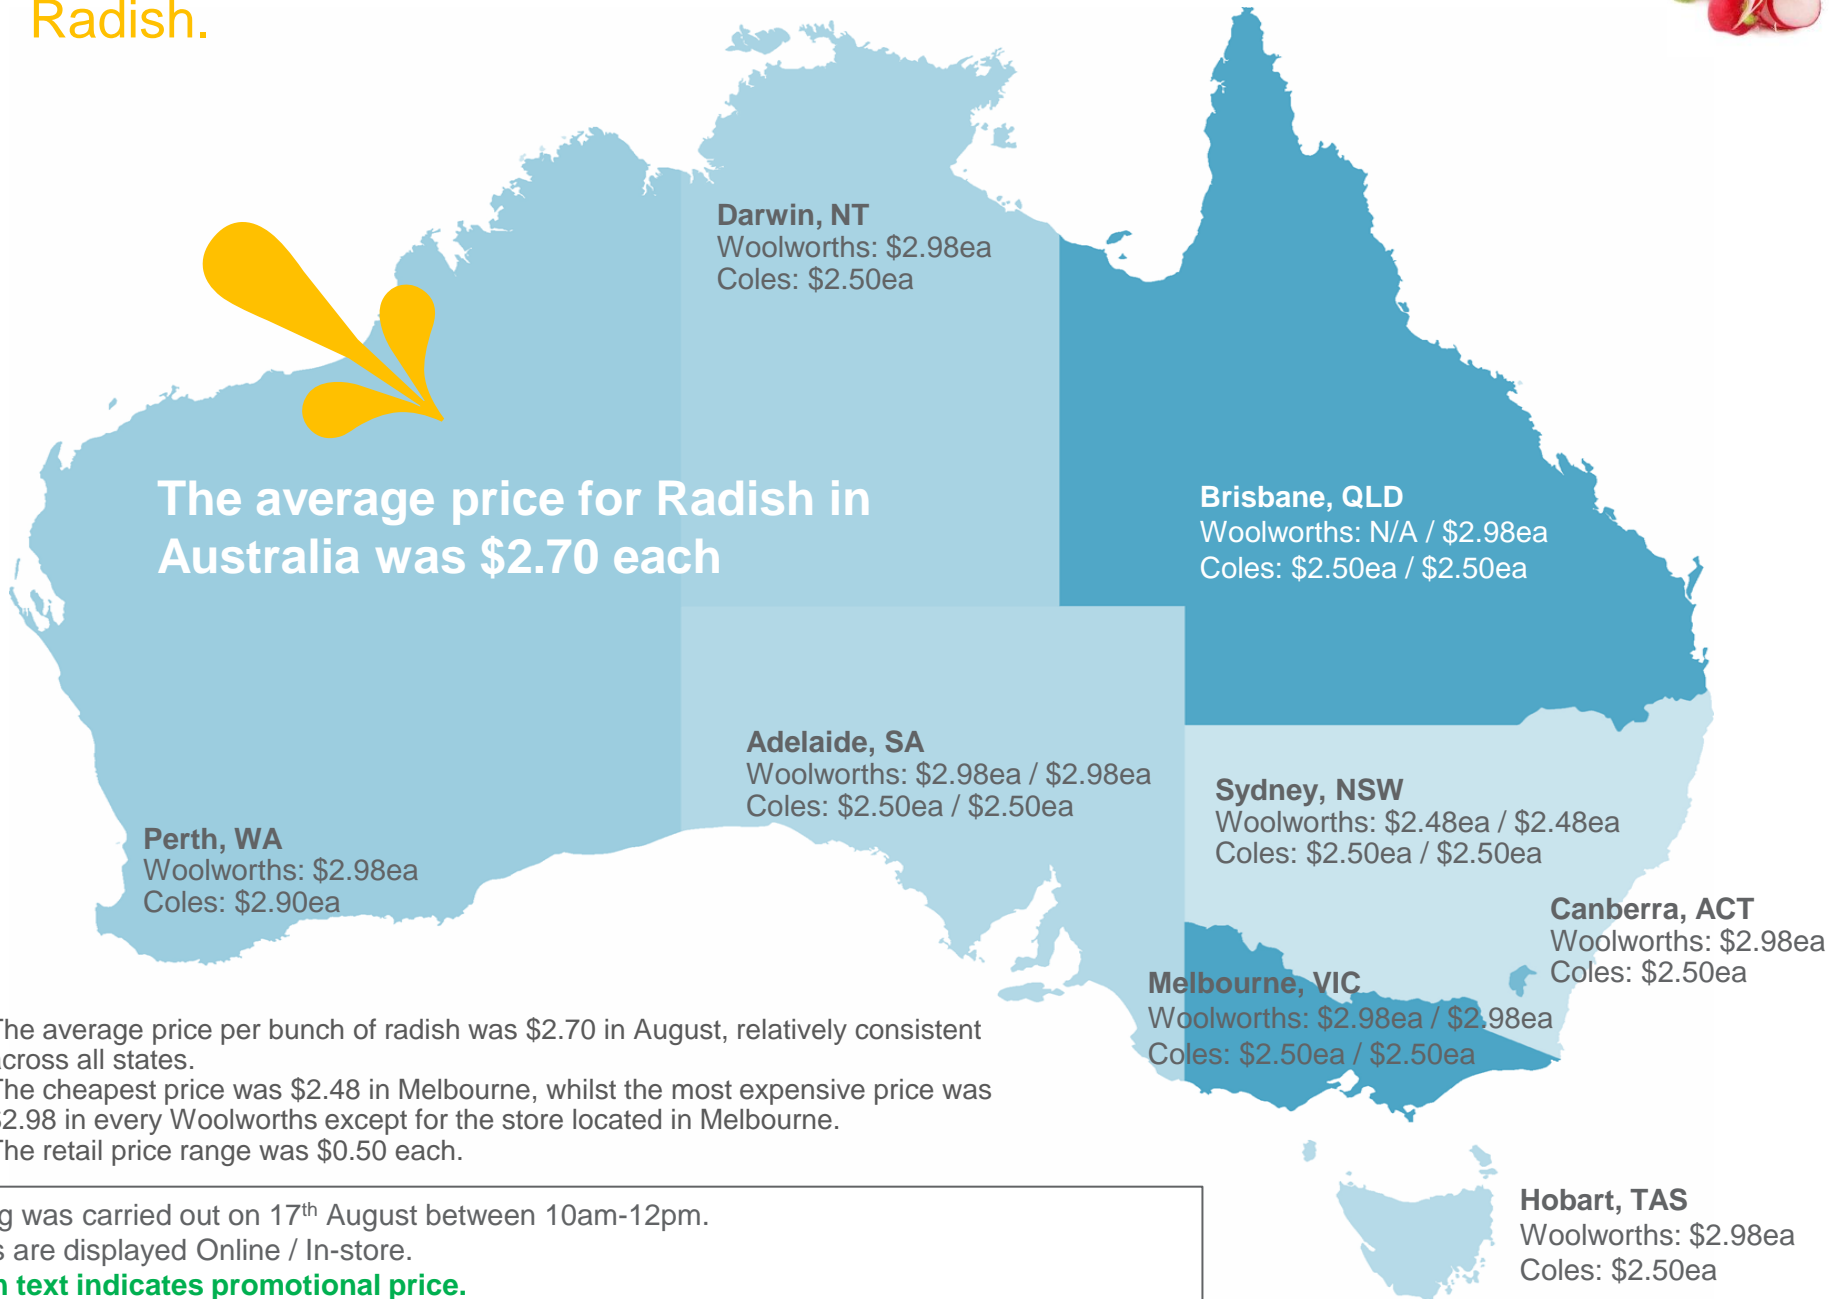 Radish.
Darwin, NT
Woolworths: $2.98ea
Coles: $2.50ea
The average price for Radish in
Australia was $2.70 each
Brisbane, QLD
Woolworths: N/A / $2.98ea
Coles: $2.50ea / $2.50ea
Adelaide, SA
Woolworths: $2.98ea / $2.98ea
Coles: $2.50ea / $2.50ea
Sydney, NSW
Woolworths: $2.48ea / $2.48ea
Coles: $2.50ea / $2.50ea
Perth, WA
Woolworths: $2.98ea
Coles: $2.90ea
Canberra, ACT
Woolworths: $2.98ea
Coles: $2.50ea
Melbourne, VIC
Woolworths: $2.98ea / $2.98ea
Coles: $2.50ea / $2.50ea
The average price per bunch of radish was $2.70 in August, relatively consistent
across all states.
The cheapest price was $2.48 in Melbourne, whilst the most expensive price was
$2.98 in every Woolworths except for the store located in Melbourne.
The retail price range was $0.50 each.
g was carried out on 17th August between 10am-12pm.
s are displayed Online / In-store.
n text indicates promotional price.
Hobart, TAS
Woolworths: $2.98ea
Coles: $2.50ea